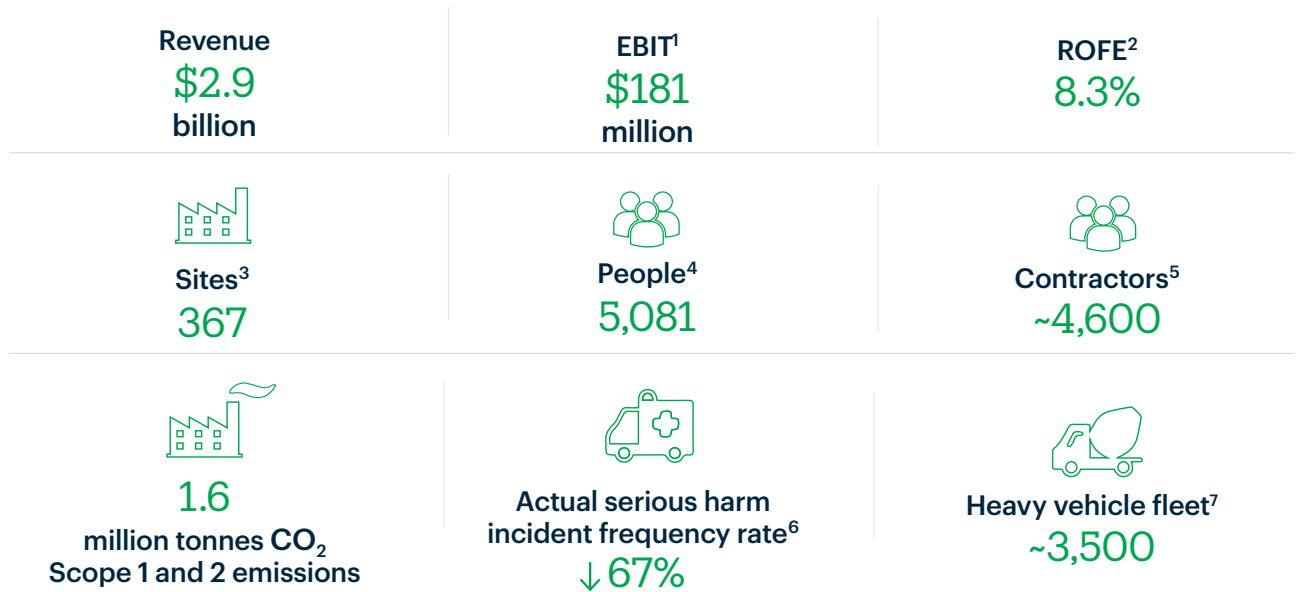 Revenue
$2.9
billion
EBIT¹
$181
million
ROFE²
8.3%
Sites³
367
People⁴
5,081
Contractors⁵
~4,600
1.6
million tonnes CO₂
Scope 1 and 2 emissions
Actual serious harm
incident frequency rate⁶
↓67%
Heavy vehicle fleet⁷
~3,500